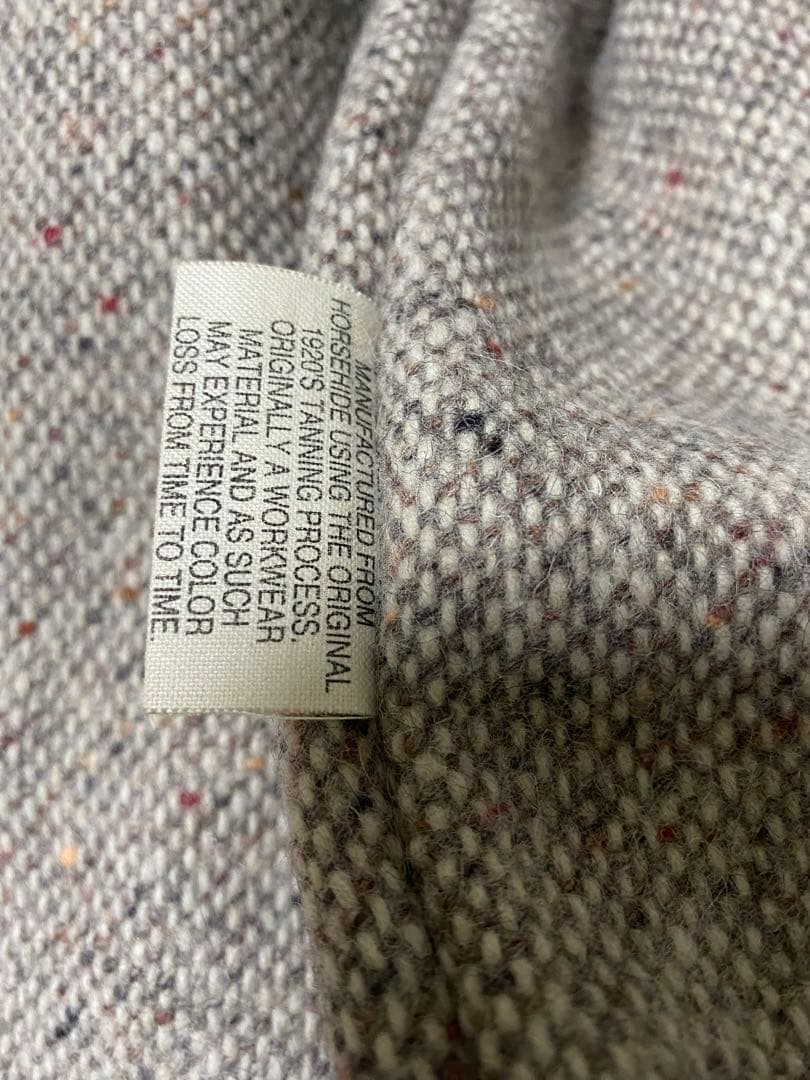 MANUFACTURED FROM
HORSEHIDE USING THE ORIGINAL
1920'S TANNING PROCESS.
ORIGINALLY A WORKWEAR
MATERIAL AND AS SUCH
MAY EXPERIENCE COLOR
LOSS FROM TIME TO TIME